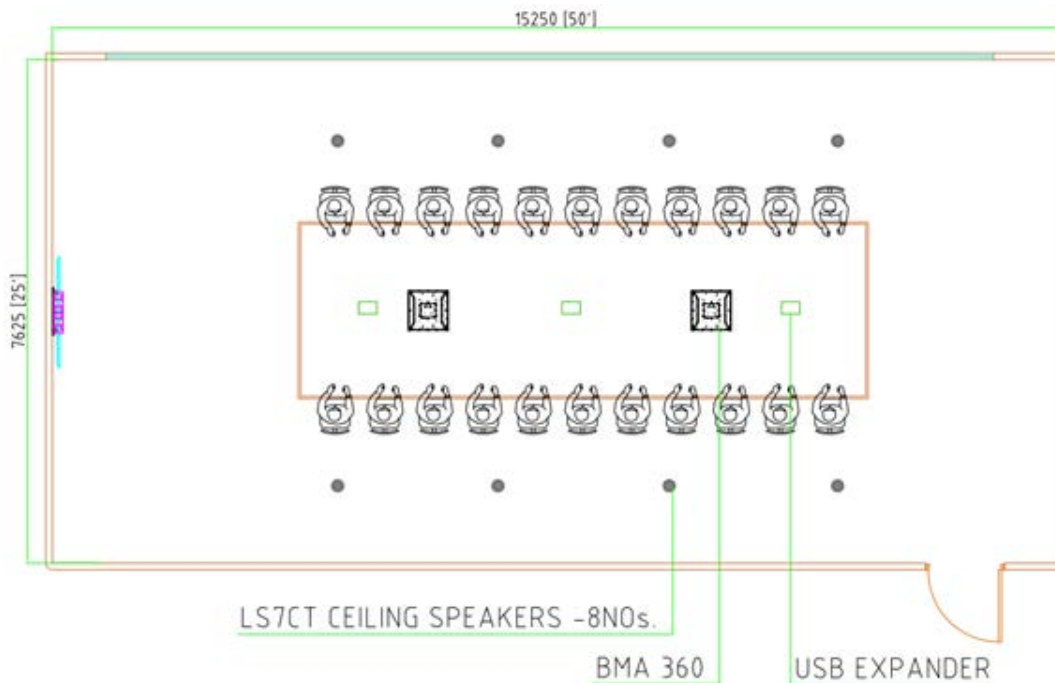 15250 [50']
7625 [25']
LS7CT CEILING SPEAKERS -8NOs.
BMA 360
USB EXPANDER